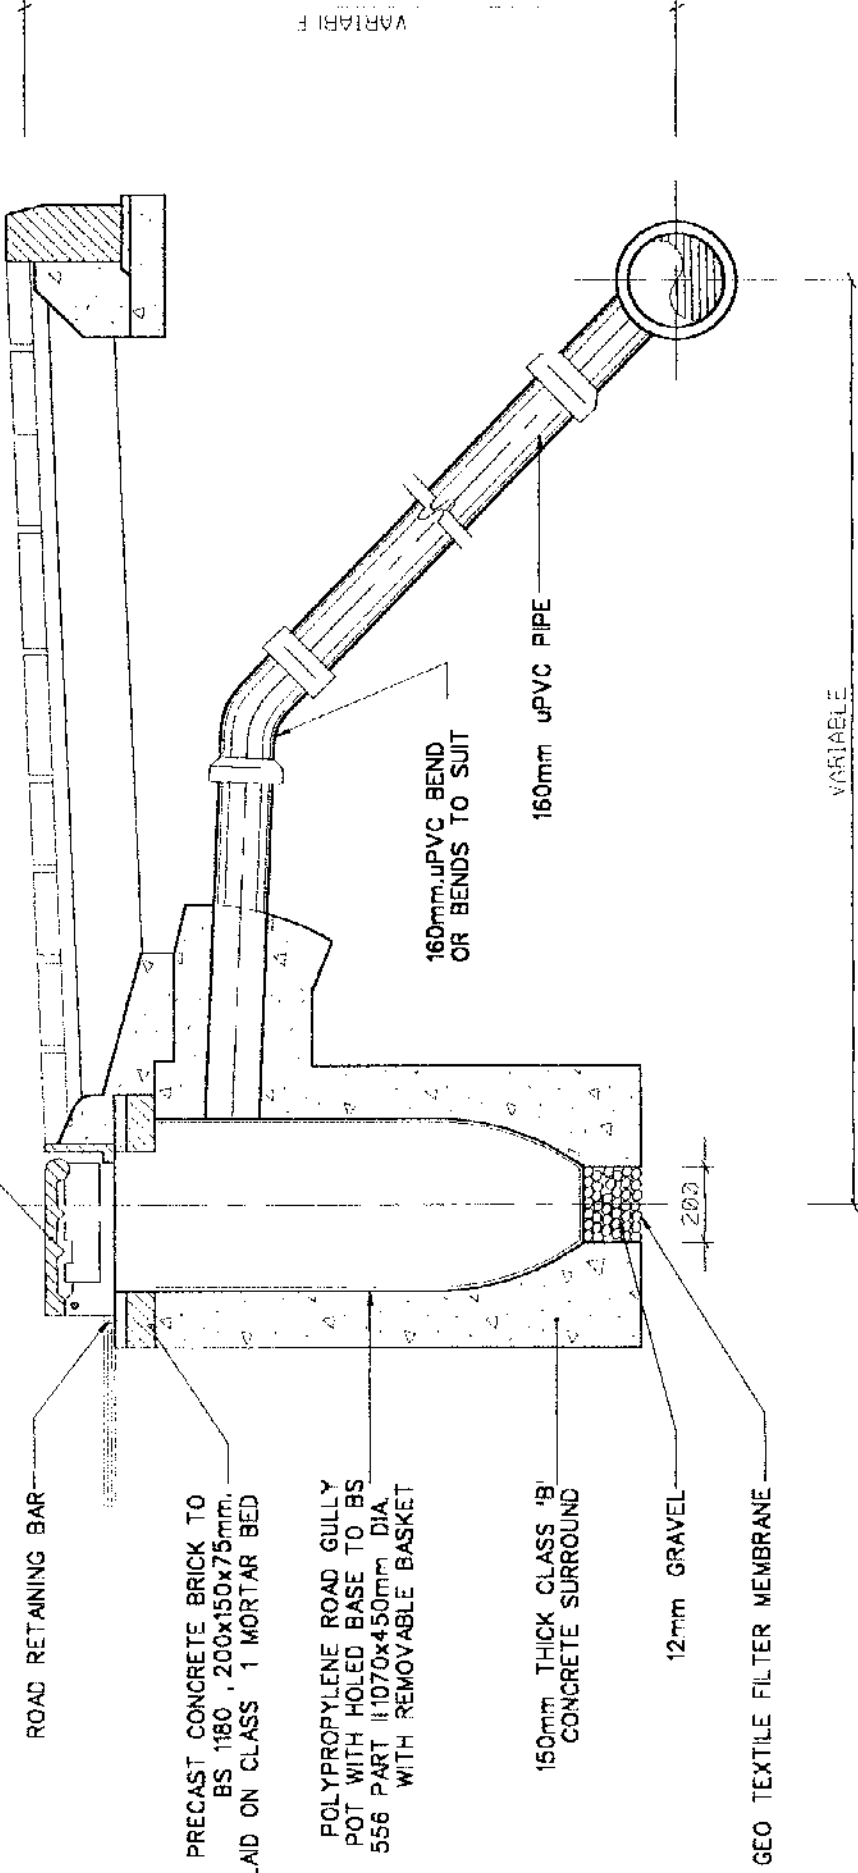 ROAD RETAINING BAR
PRECAST CONCRETE BRICK TO
BS 1180 , 200x150x75mm.
LAID ON CLASS 1 MORTAR BED
POLYPROPYLENE ROAD GULLY
POT WITH HOLED BASE TO BS
556 PART II 1070x450mm DIA.
WITH REMOVABLE BASKET
150mm THICK CLASS 'B'
CONCRETE SURROUND
12mm GRAVEL
GEO TEXTILE FILTER MEMBRANE
200
160mm.uPVC BEND
OR BENDS TO SUIT
160mm uPVC PIPE
VARIABLE
VARIABLE